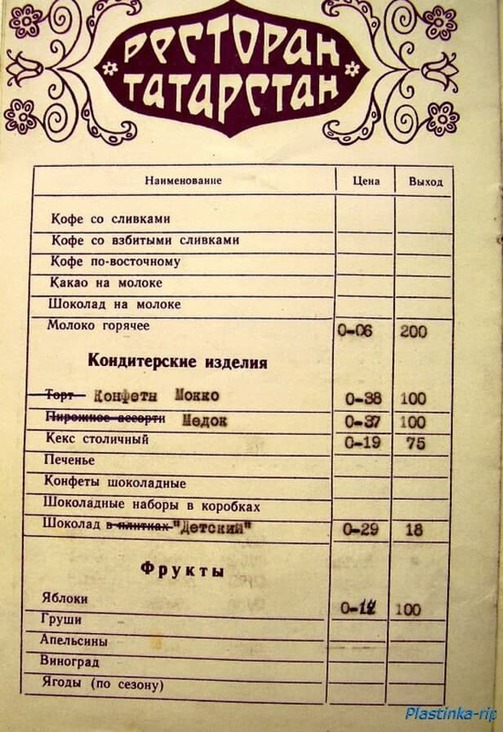 РЕСТОРАН
ТАТАРСТАН
Наименование Цена Выход
Кофе со сливками
Кофе со взбитыми сливками
Кофе по-восточному
Какао на молоке
Шоколад на молоке
Молоко горячее 0-06 200
Кондитерские изделия
Торт Конфеты Мокко 0-38 100
Пирожное ассорти Медок 0-37 100
Кекс столичный 0-19 75
Печенье
Конфеты шоколадные
Шоколадные наборы в коробках
Шоколад в плитках "Детский" 0-29 18
Фрукты
Яблоки 0-12 100
Груши
Апельсины
Виноград
Ягоды (по сезону)
Plastinka-rip